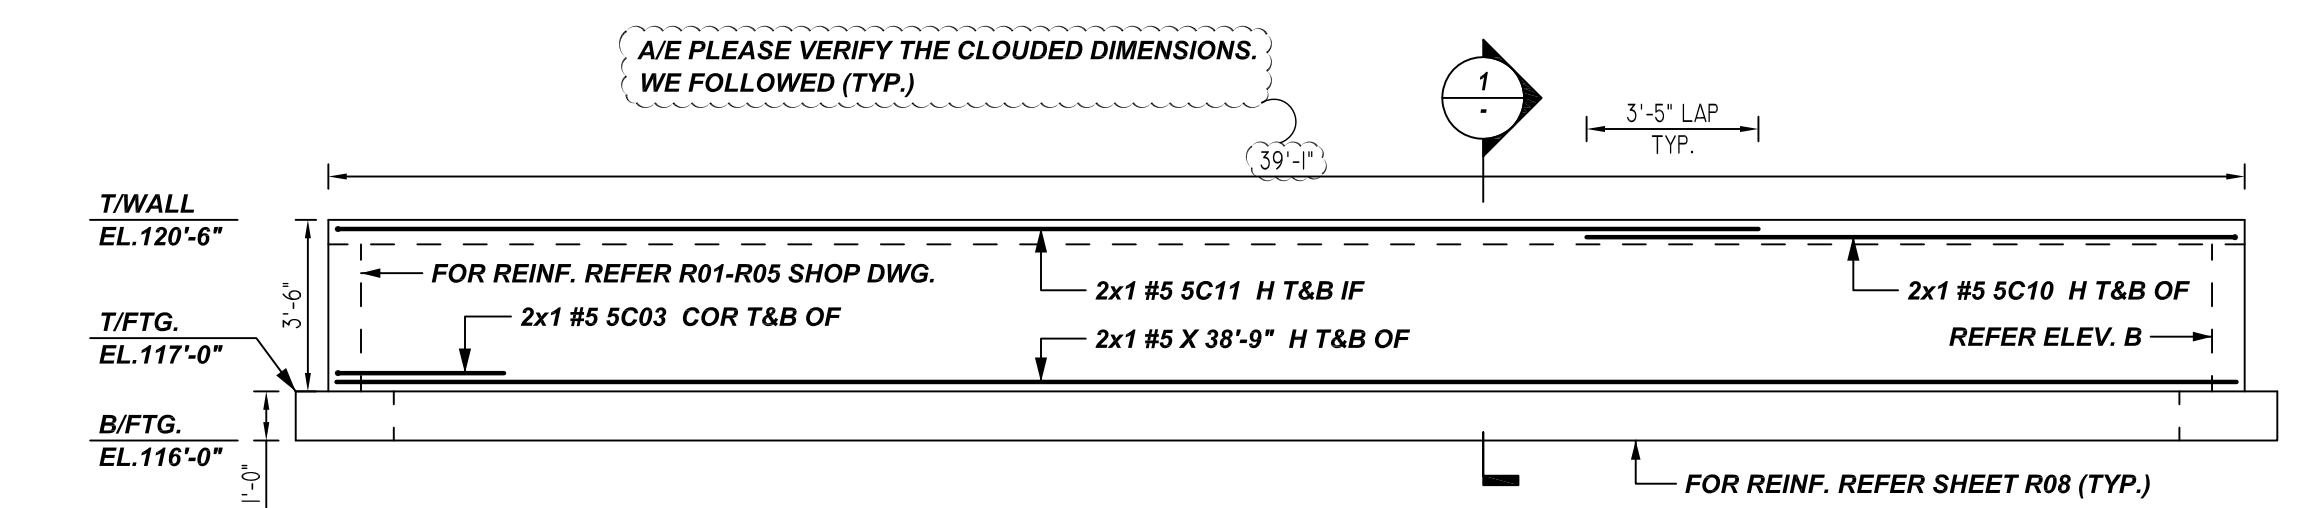 A/E PLEASE VERIFY THE CLOUDED DIMENSIONS.
WE FOLLOWED (TYP.)
1
-
3'-5" LAP
TYP.
39'-1"
T/WALL
EL.120'-6"
3'-6"
FOR REINF. REFER R01-R05 SHOP DWG.
2x1 #5 5C11 H T&B IF
2x1 #5 5C10 H T&B OF
2x1 #5 5C03 COR T&B OF
T/FTG.
EL.117'-0"
2x1 #5 X 38'-9" H T&B OF
REFER ELEV. B
B/FTG.
EL.116'-0"
1'-0"
FOR REINF. REFER SHEET R08 (TYP.)